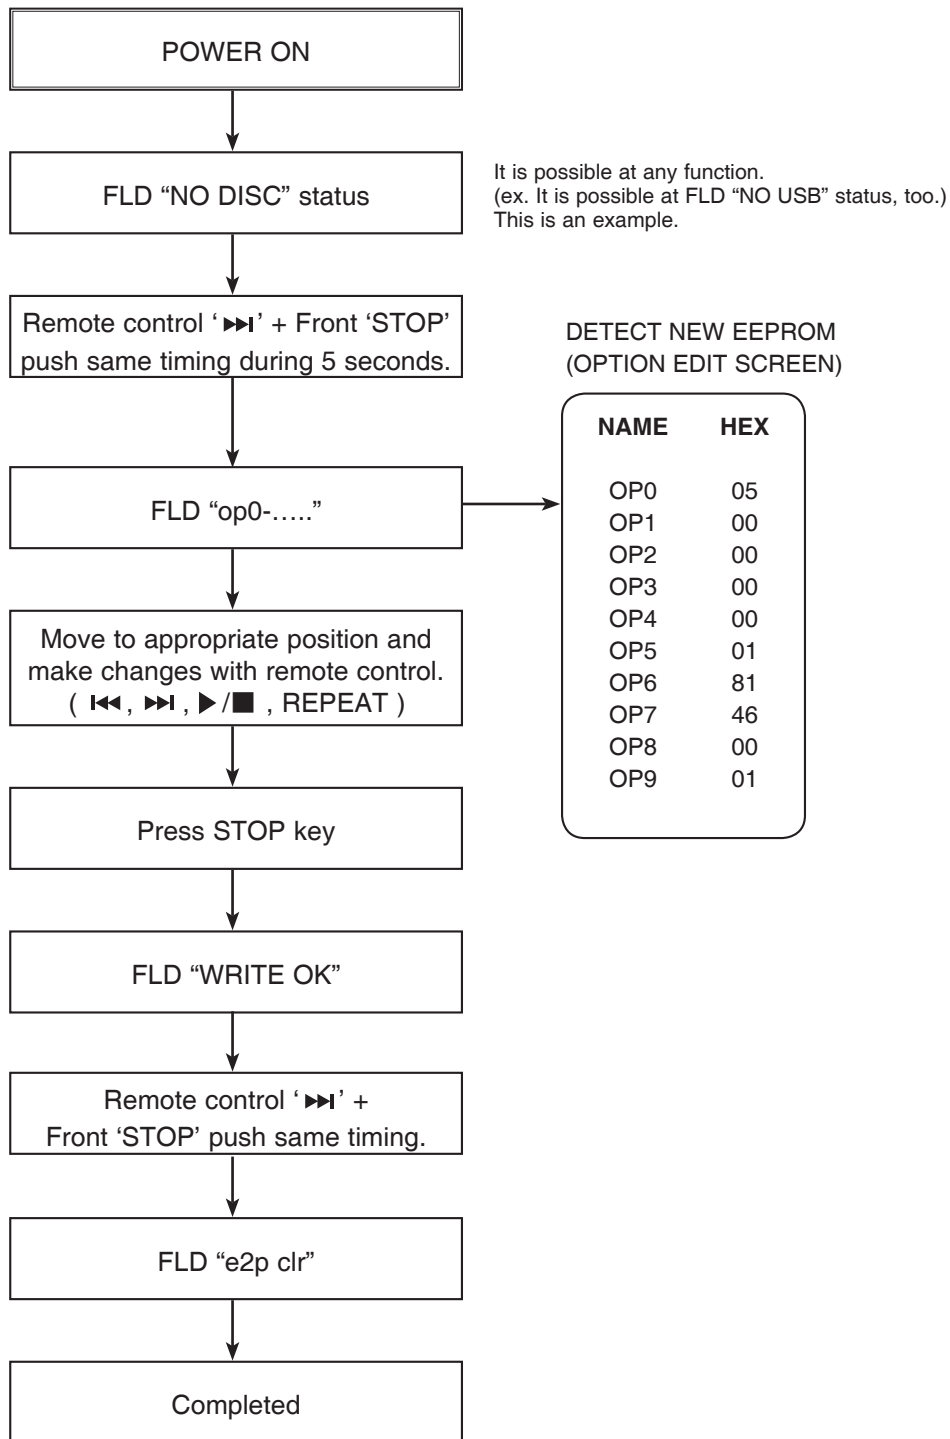 POWER ON
FLD “NO DISC” status
It is possible at any function.
(ex. It is possible at FLD “NO USB” status, too.)
This is an example.
Remote control ‘ ⏭ ’ + Front ‘STOP’
push same timing during 5 seconds.
DETECT NEW EEPROM
(OPTION EDIT SCREEN)
NAME HEX
OP0 05
OP1 00
OP2 00
OP3 00
OP4 00
OP5 01
OP6 81
OP7 46
OP8 00
OP9 01
FLD “op0-…..”
Move to appropriate position and
make changes with remote control.
( ⏮ , ⏭ , ▶ /■ , REPEAT )
Press STOP key
FLD “WRITE OK”
Remote control ‘ ⏭ ’ +
Front ‘STOP’ push same timing.
FLD “e2p clr”
Completed